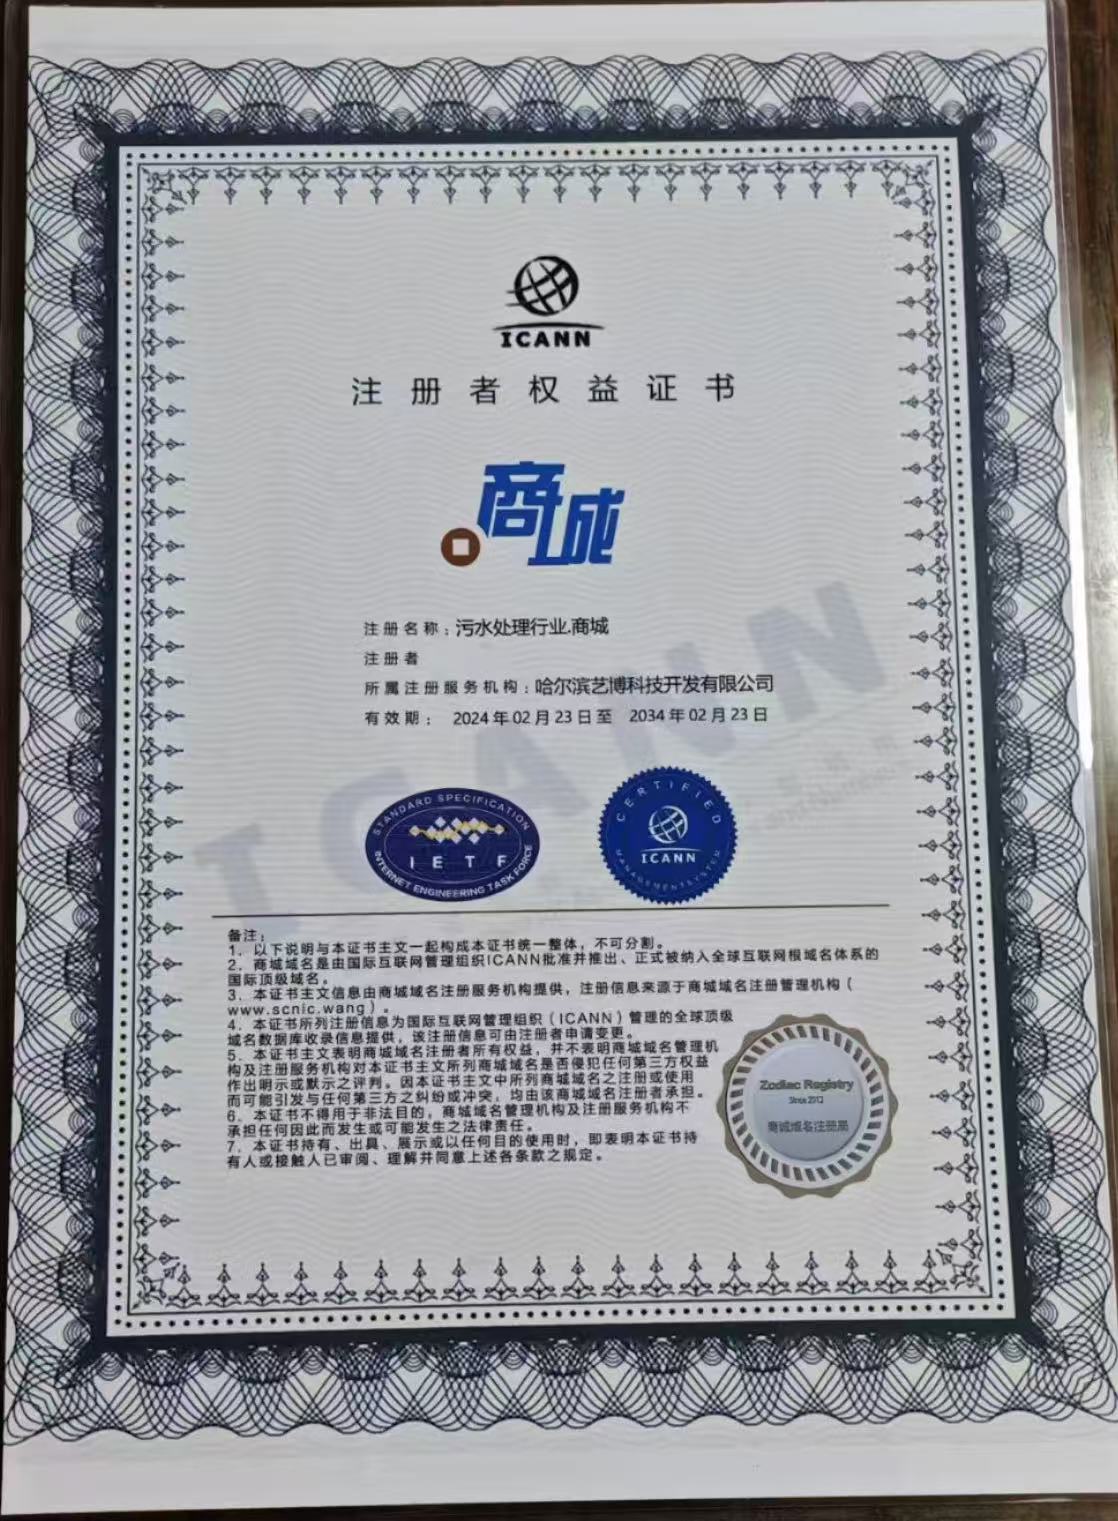 ICANN
注册者权益证书
商城
注册名称：污水处理行业.商城
注册者
所属注册服务机构：哈尔滨艺博科技开发有限公司
有效期： 2024年02月23日至 2034年02月23日
ICANN
STANDARD SPECIFICATION
IETF
INTERNET ENGINEERING TASK FORCE
CERTIFIED
ICANN
MANAGEMENTSYSTEM
备注：
1、以下说明与本证书主文一起构成本证书统一整体，不可分割。
2、商城域名是由国际互联网管理组织ICANN批准并推出、正式被纳入全球互联网根域名体系的
国际顶级域名。
3、本证书主文信息由商城域名注册服务机构提供，注册信息来源于商城域名注册管理机构（
www.scnic.wang）。
4、本证书所列注册信息为国际互联网管理组织（ICANN）管理的全球顶级
域名数据库收录信息提供，该注册信息可由注册者申请变更。
5、本证书主文表明商城域名注册者所有权益，并不表明商城域名管理机
构及注册服务机构对本证书主文所列商城域名是否侵犯任何第三方权益
作出明示或默示之评判。因本证书主文中所列商城域名之注册或使用
而可能引发与任何第三方之纠纷或冲突，均由该商城域名注册者承担。
6、本证书不得用于非法目的，商城域名管理机构及注册服务机构不
承担任何因此而发生或可能发生之法律责任。
7、本证书持有、出具、展示或以任何目的使用时，即表明本证书持
有人或接触人已审阅、理解并同意上述各条款之规定。
Zodiac Registry
Since 2012
商城域名注册局